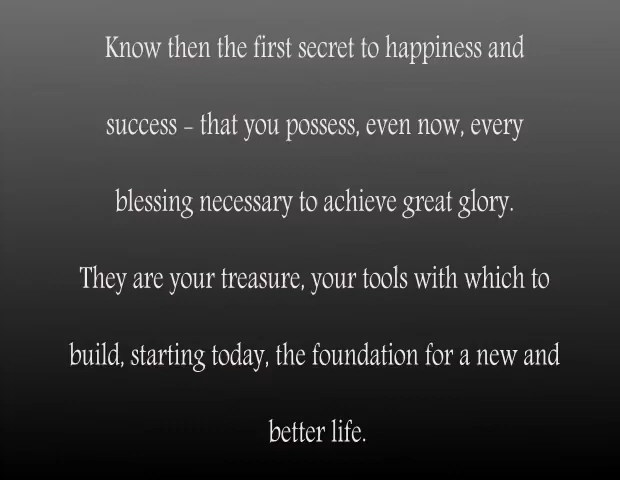 Know then the first secret to happiness and
success - that you possess, even now, every
blessing necessary to achieve great glory.
They are your treasure, your tools with which to
build, starting today, the foundation for a new and
better life.